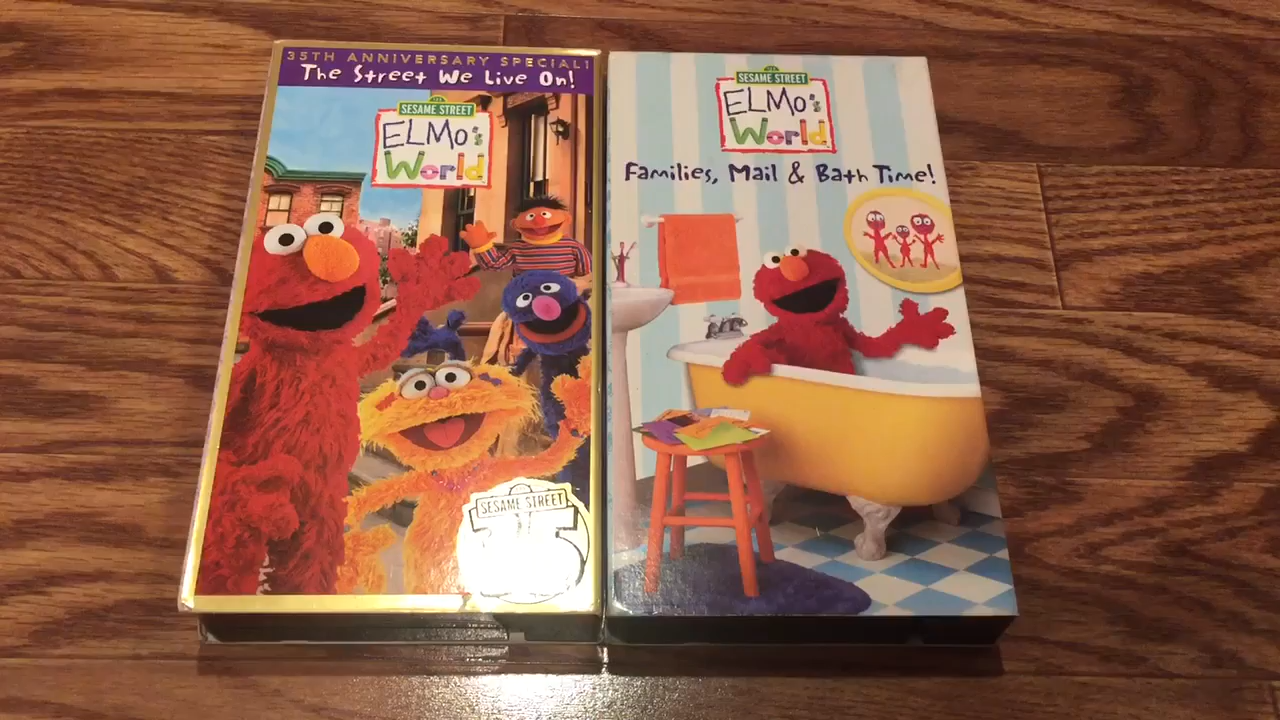 35TH ANNIVERSARY SPECIAL!
The Street We Live On!
SESAME STREET
ELMo's
World
SESAME STREET
SESAME STREET
ELMo's
World
Families, Mail & Bath Time!